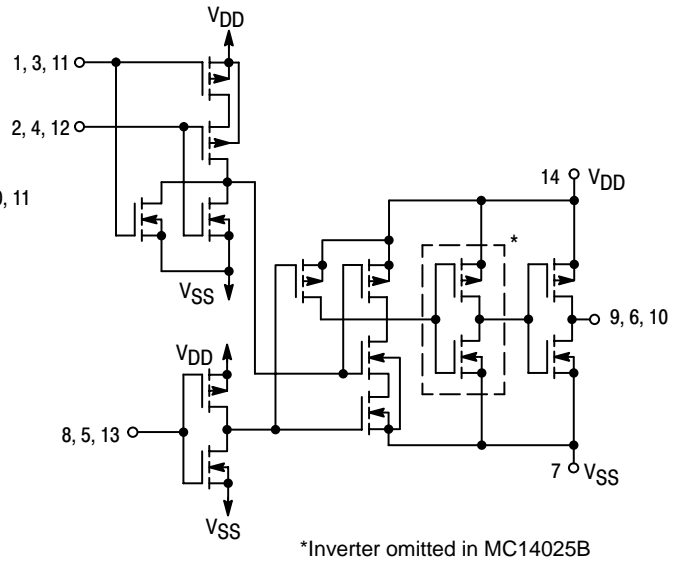 VDD
1, 3, 11
2, 4, 12
, 11
VSS
14 VDD
*
9, 6, 10
VDD
8, 5, 13
7 VSS
VSS
*Inverter omitted in MC14025B